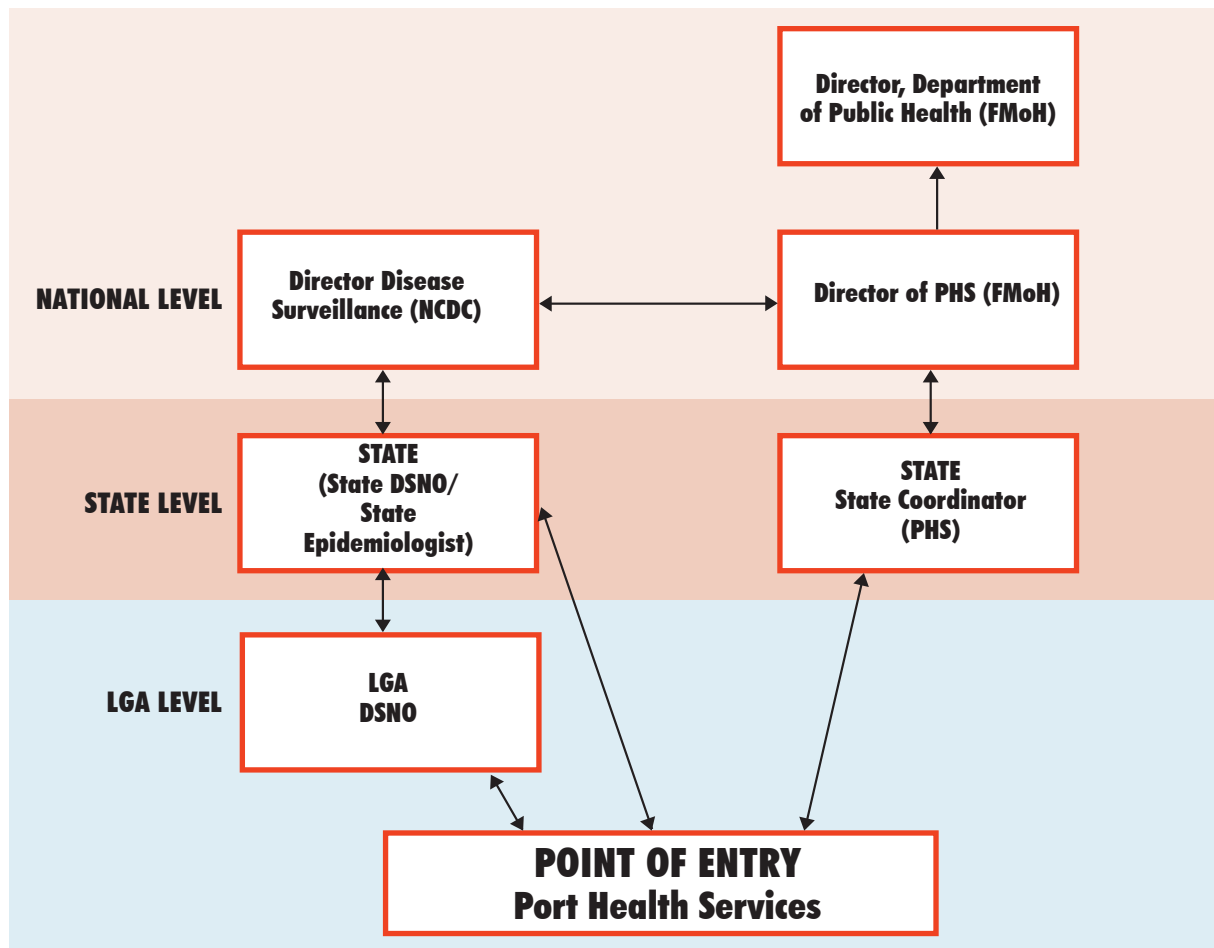 Director, Department
of Public Health (FMoH)
NATIONAL LEVEL
Director Disease
Surveillance (NCDC)
Director of PHS (FMoH)
STATE LEVEL
STATE
(State DSNO/
State
Epidemiologist)
STATE
State Coordinator
(PHS)
LGA LEVEL
LGA
DSNO
POINT OF ENTRY
Port Health Services